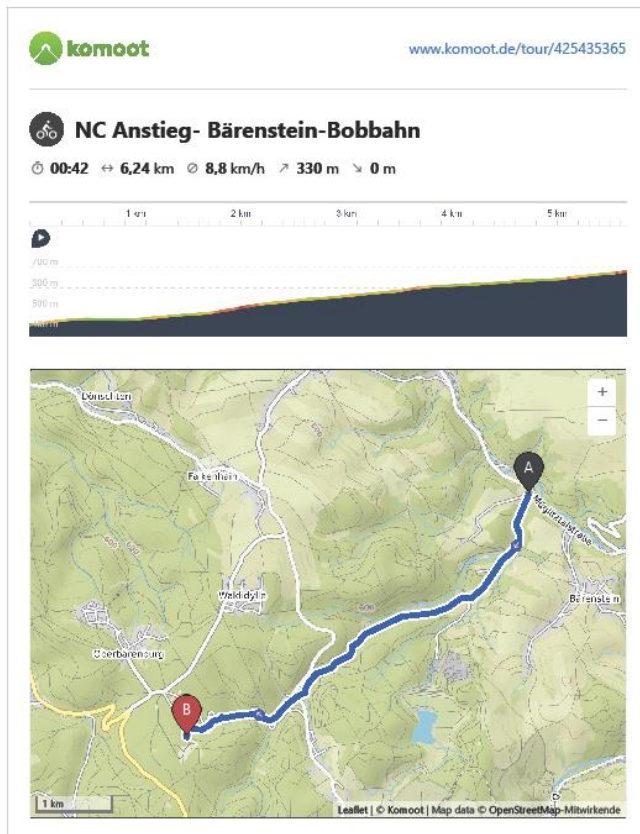 komoot
www.komoot.de/tour/425435365
NC Anstieg- Bärenstein-Bobbahn
00:42 6,24 km 8,8 km/h 330 m 0 m
1 km 2 km 3 km 4 km 5 km
700 m
500 m
A
B
Dönschten
Falkenhain
Müglitztalstraße
Waldidylle
Bärenstein
Oberbärenburg
+
−
1 km
Leaflet | © Komoot | Map data © OpenStreetMap-Mitwirkende